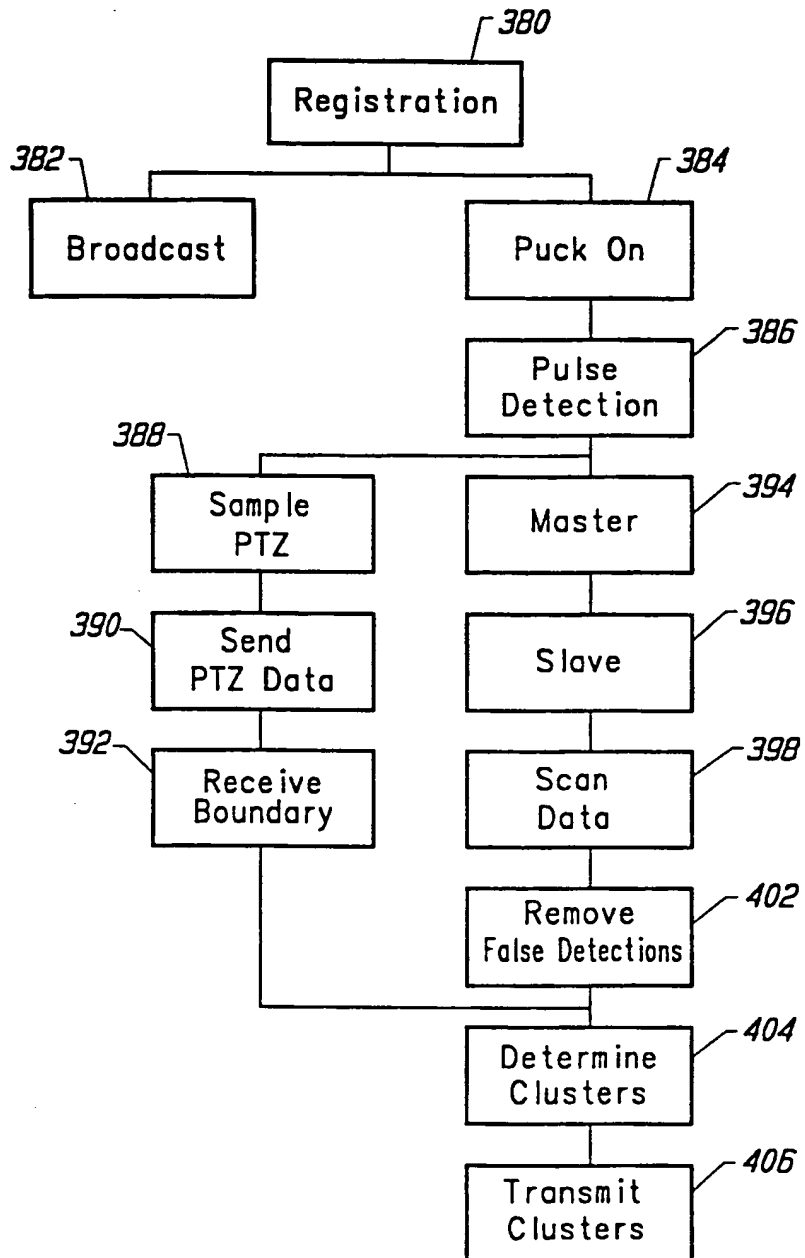 380
Registration
382
384
Broadcast
Puck On
386
Pulse
Detection
388
394
Sample
PTZ
Master
390
396
Send
PTZ Data
Slave
392
398
Receive
Boundary
Scan
Data
402
Remove
False Detections
404
Determine
Clusters
406
Transmit
Clusters